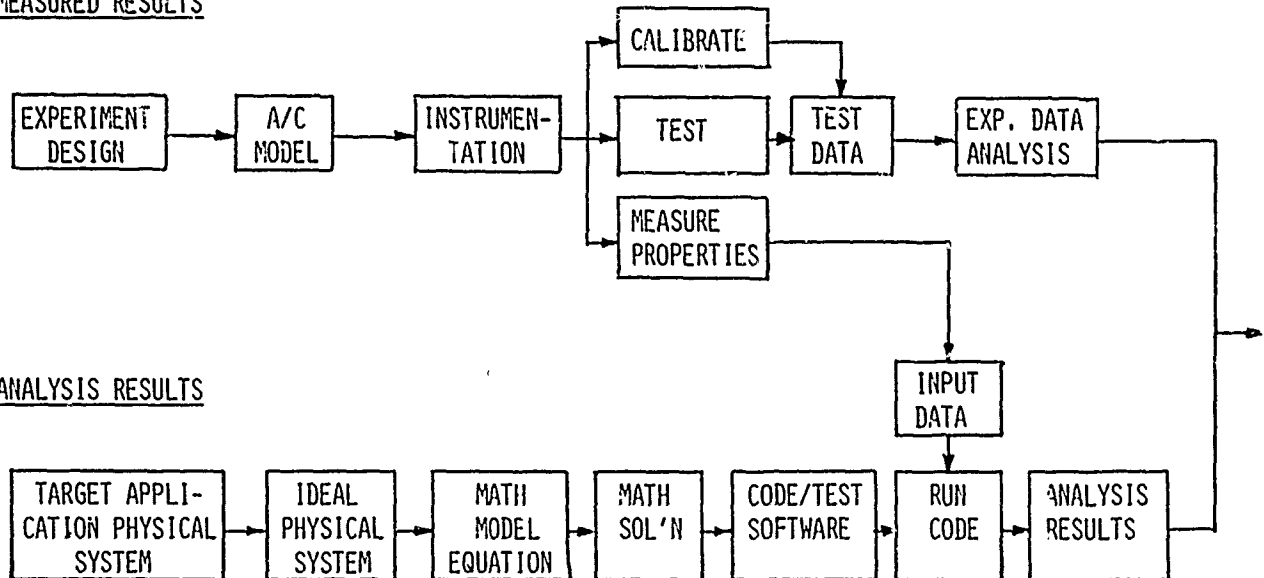 MEASURED RESULTS
CALIBRATE
EXPERIMENT
DESIGN
A/C
MODEL
INSTRUMEN-
TATION
TEST
TEST
DATA
EXP. DATA
ANALYSIS
MEASURE
PROPERTIES
ANALYSIS RESULTS
INPUT
DATA
TARGET APPLI-
CATION PHYSICAL
SYSTEM
IDEAL
PHYSICAL
SYSTEM
MATH
MODEL
EQUATION
MATH
SOL'N
CODE/TEST
SOFTWARE
RUN
CODE
ANALYSIS
RESULTS